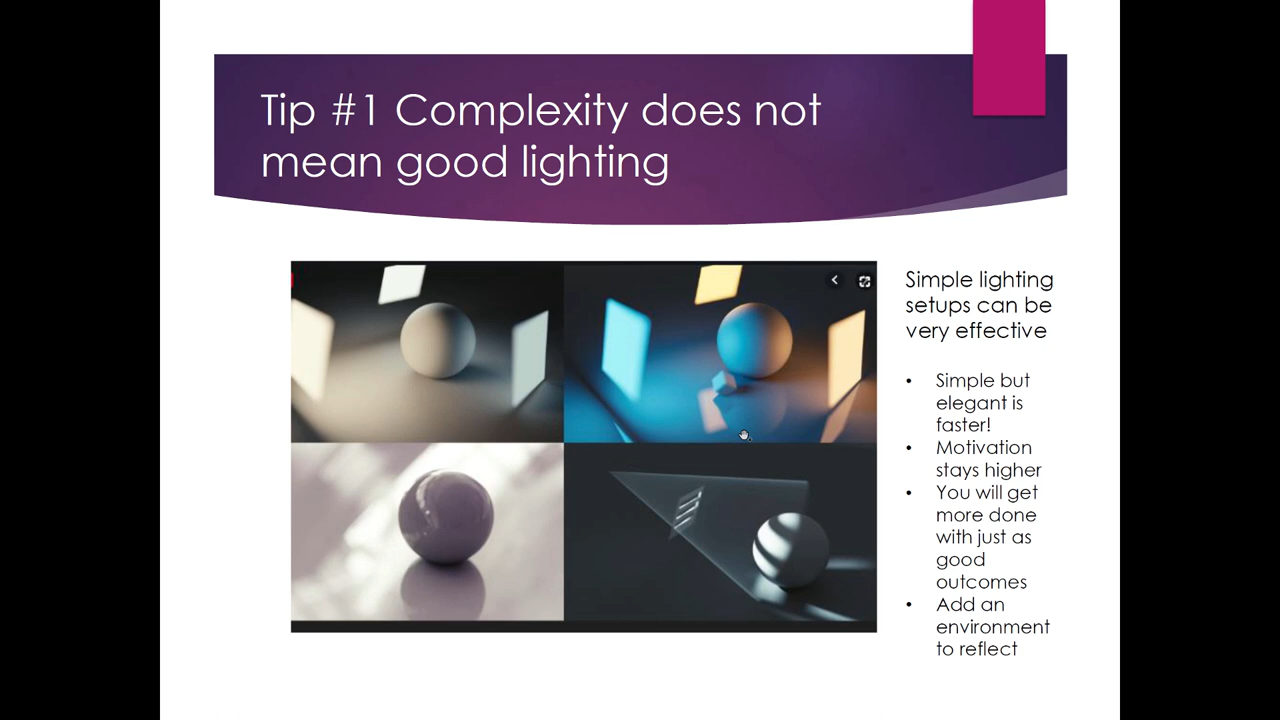 Tip #1 Complexity does not
mean good lighting
Simple lighting
setups can be
very effective
• Simple but
elegant is
faster!
• Motivation
stays higher
• You will get
more done
with just as
good
outcomes
• Add an
environment
to reflect